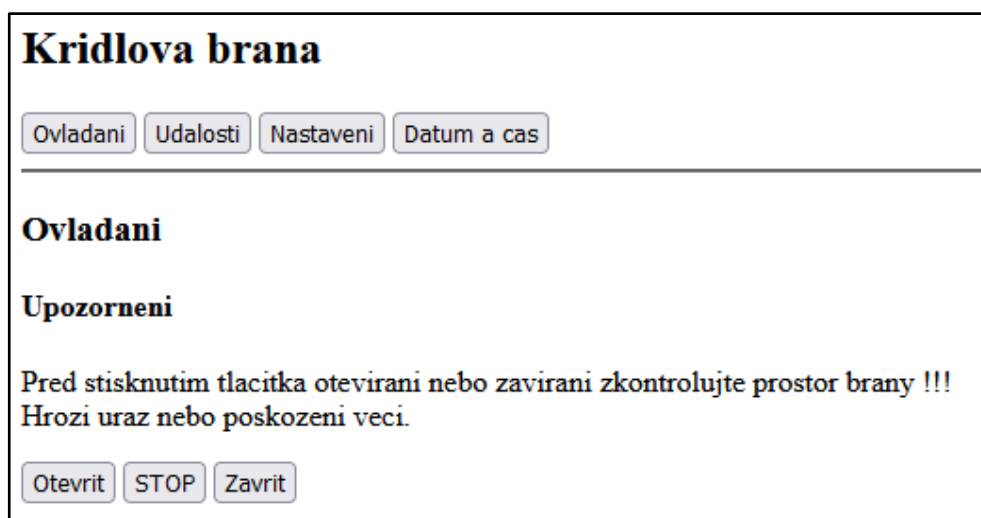 Kridlova brana
Ovladani Udalosti Nastaveni Datum a cas
Ovladani
Upozorneni
Pred stisknutim tlacitka otevirani nebo zavirani zkontrolujte prostor brany !!!
Hrozi uraz nebo poskozeni veci.
Otevrit STOP Zavrit